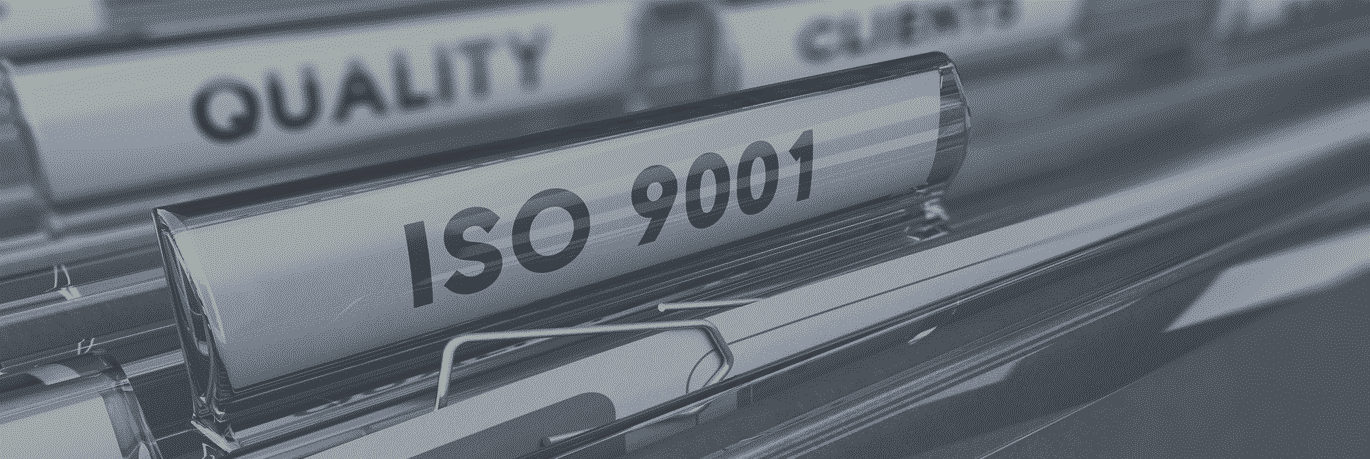 QUALITY
CLIENTS
ISO 9001